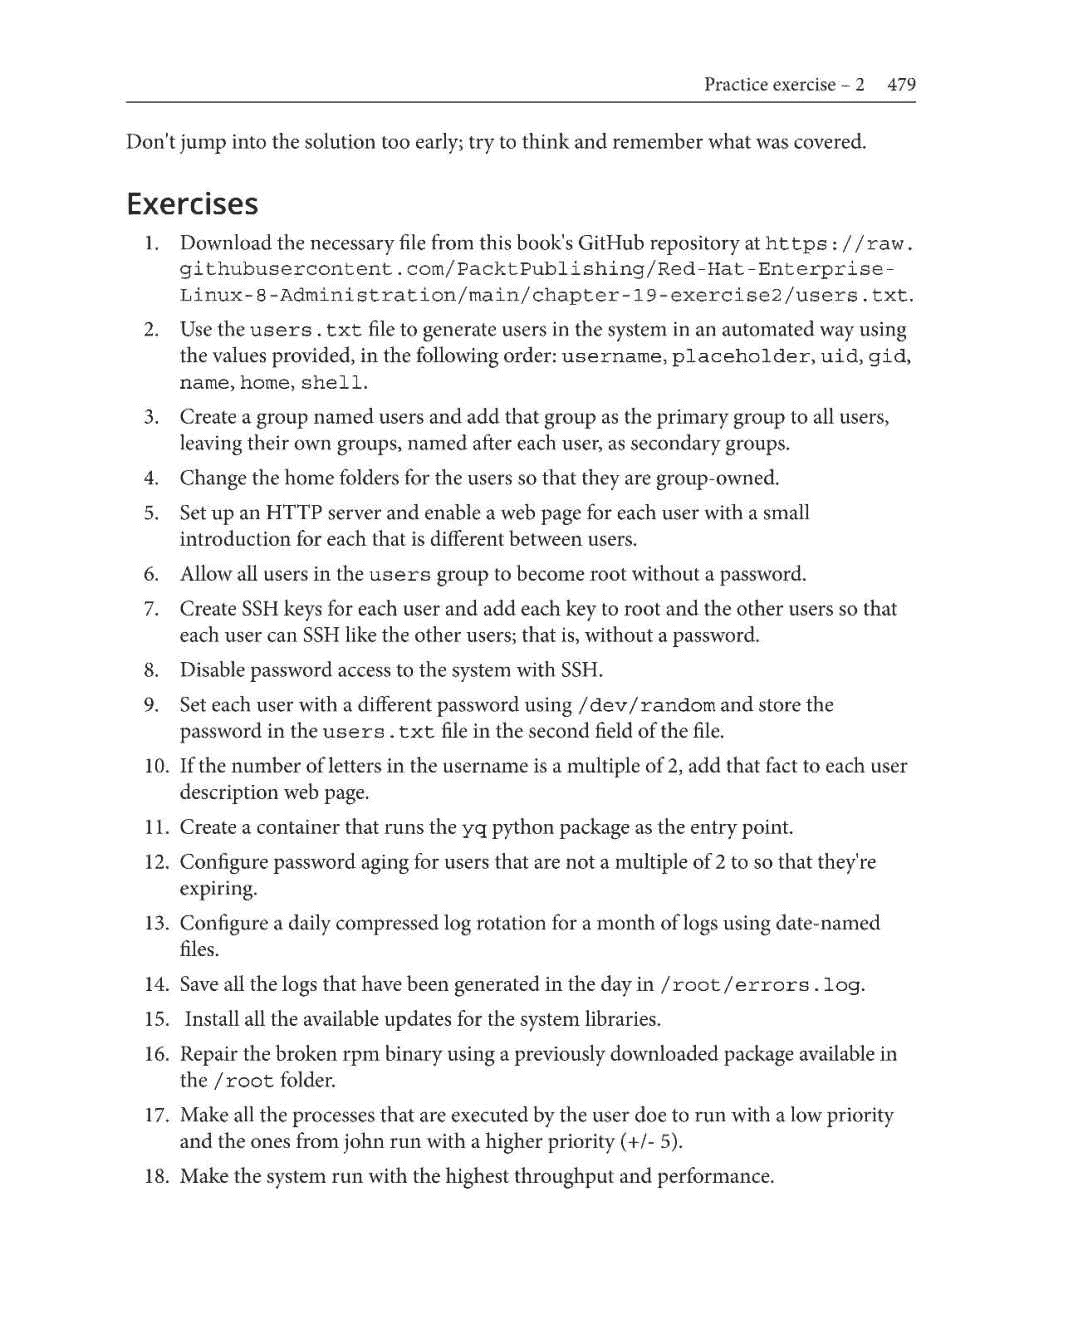 Practice exercise – 2 479
Don't jump into the solution too early; try to think and remember what was covered.
Exercises
1. Download the necessary file from this book's GitHub repository at https://raw.
githubusercontent.com/PacktPublishing/Red-Hat-Enterprise-
Linux-8-Administration/main/chapter-19-exercise2/users.txt.
2. Use the users.txt file to generate users in the system in an automated way using
the values provided, in the following order: username, placeholder, uid, gid,
name, home, shell.
3. Create a group named users and add that group as the primary group to all users,
leaving their own groups, named after each user, as secondary groups.
4. Change the home folders for the users so that they are group-owned.
5. Set up an HTTP server and enable a web page for each user with a small
introduction for each that is different between users.
6. Allow all users in the users group to become root without a password.
7. Create SSH keys for each user and add each key to root and the other users so that
each user can SSH like the other users; that is, without a password.
8. Disable password access to the system with SSH.
9. Set each user with a different password using /dev/random and store the
password in the users.txt file in the second field of the file.
10. If the number of letters in the username is a multiple of 2, add that fact to each user
description web page.
11. Create a container that runs the yq python package as the entry point.
12. Configure password aging for users that are not a multiple of 2 to so that they're
expiring.
13. Configure a daily compressed log rotation for a month of logs using date-named
files.
14. Save all the logs that have been generated in the day in /root/errors.log.
15. Install all the available updates for the system libraries.
16. Repair the broken rpm binary using a previously downloaded package available in
the /root folder.
17. Make all the processes that are executed by the user doe to run with a low priority
and the ones from john run with a higher priority (+/- 5).
18. Make the system run with the highest throughput and performance.